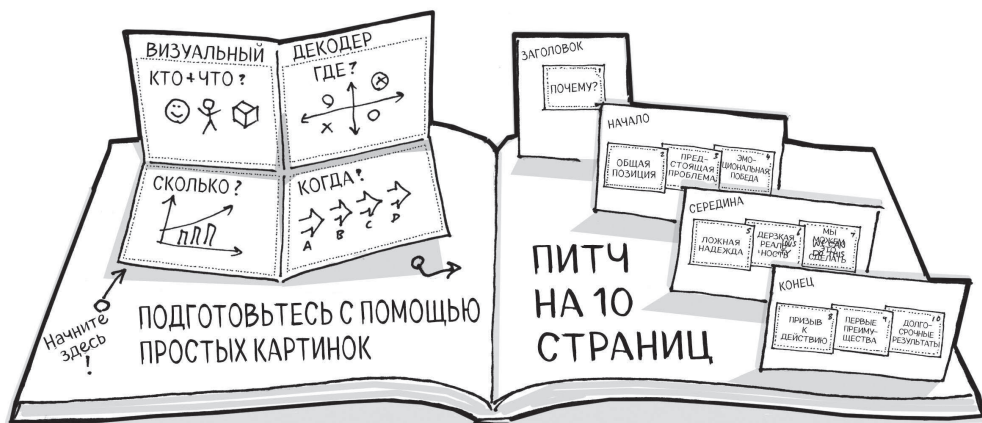 ВИЗУАЛЬНЫЙ ДЕКОДЕР
КТО + ЧТО?
ГДЕ?
СКОЛЬКО?
КОГДА?
A B C D
Начните
здесь
!
ПОДГОТОВЬТЕСЬ С ПОМОЩЬЮ
ПРОСТЫХ КАРТИНОК
ПИТЧ
НА 10
СТРАНИЦ
ЗАГОЛОВОК
1
ПОЧЕМУ?
НАЧАЛО
2
ОБЩАЯ
ПОЗИЦИЯ
3
ПРЕД-
СТОЯЩАЯ
ПРОБЛЕМА
4
ЭМО-
ЦИОНАЛЬНАЯ
ПОБЕДА
СЕРЕДИНА
5
ЛОЖНАЯ
НАДЕЖДА
6
ДЕРЗКАЯ
РЕАЛЬ-
НОСТЬ
7
МЫ
МОЖЕМ
ЭТО
СДЕЛАТЬ
КОНЕЦ
8
ПРИЗЫВ
К
ДЕЙСТВИЮ
9
ПЕРВЫЕ
ПРЕИМУ-
ЩЕСТВА
10
ДОЛГО-
СРОЧНЫЕ
РЕЗУЛЬТАТЫ